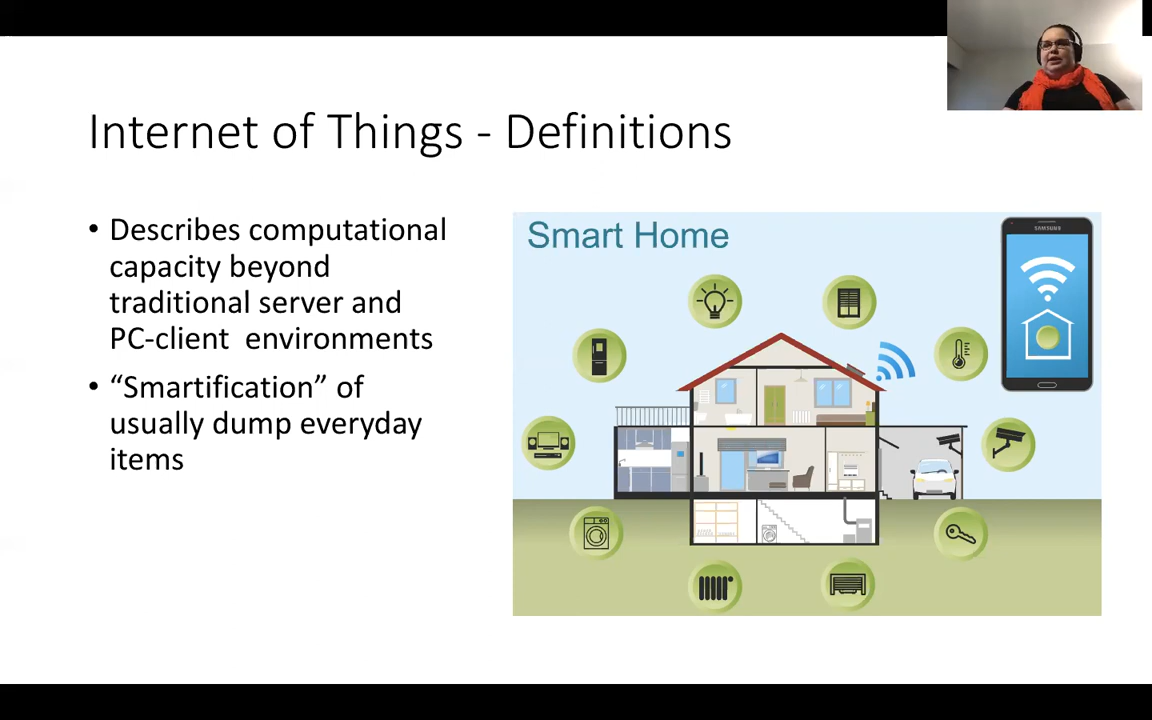 Internet of Things - Definitions
• Describes computational
capacity beyond
traditional server and
PC-client environments
• “Smartification” of
usually dump everyday
items
Smart Home
SAMSUNG